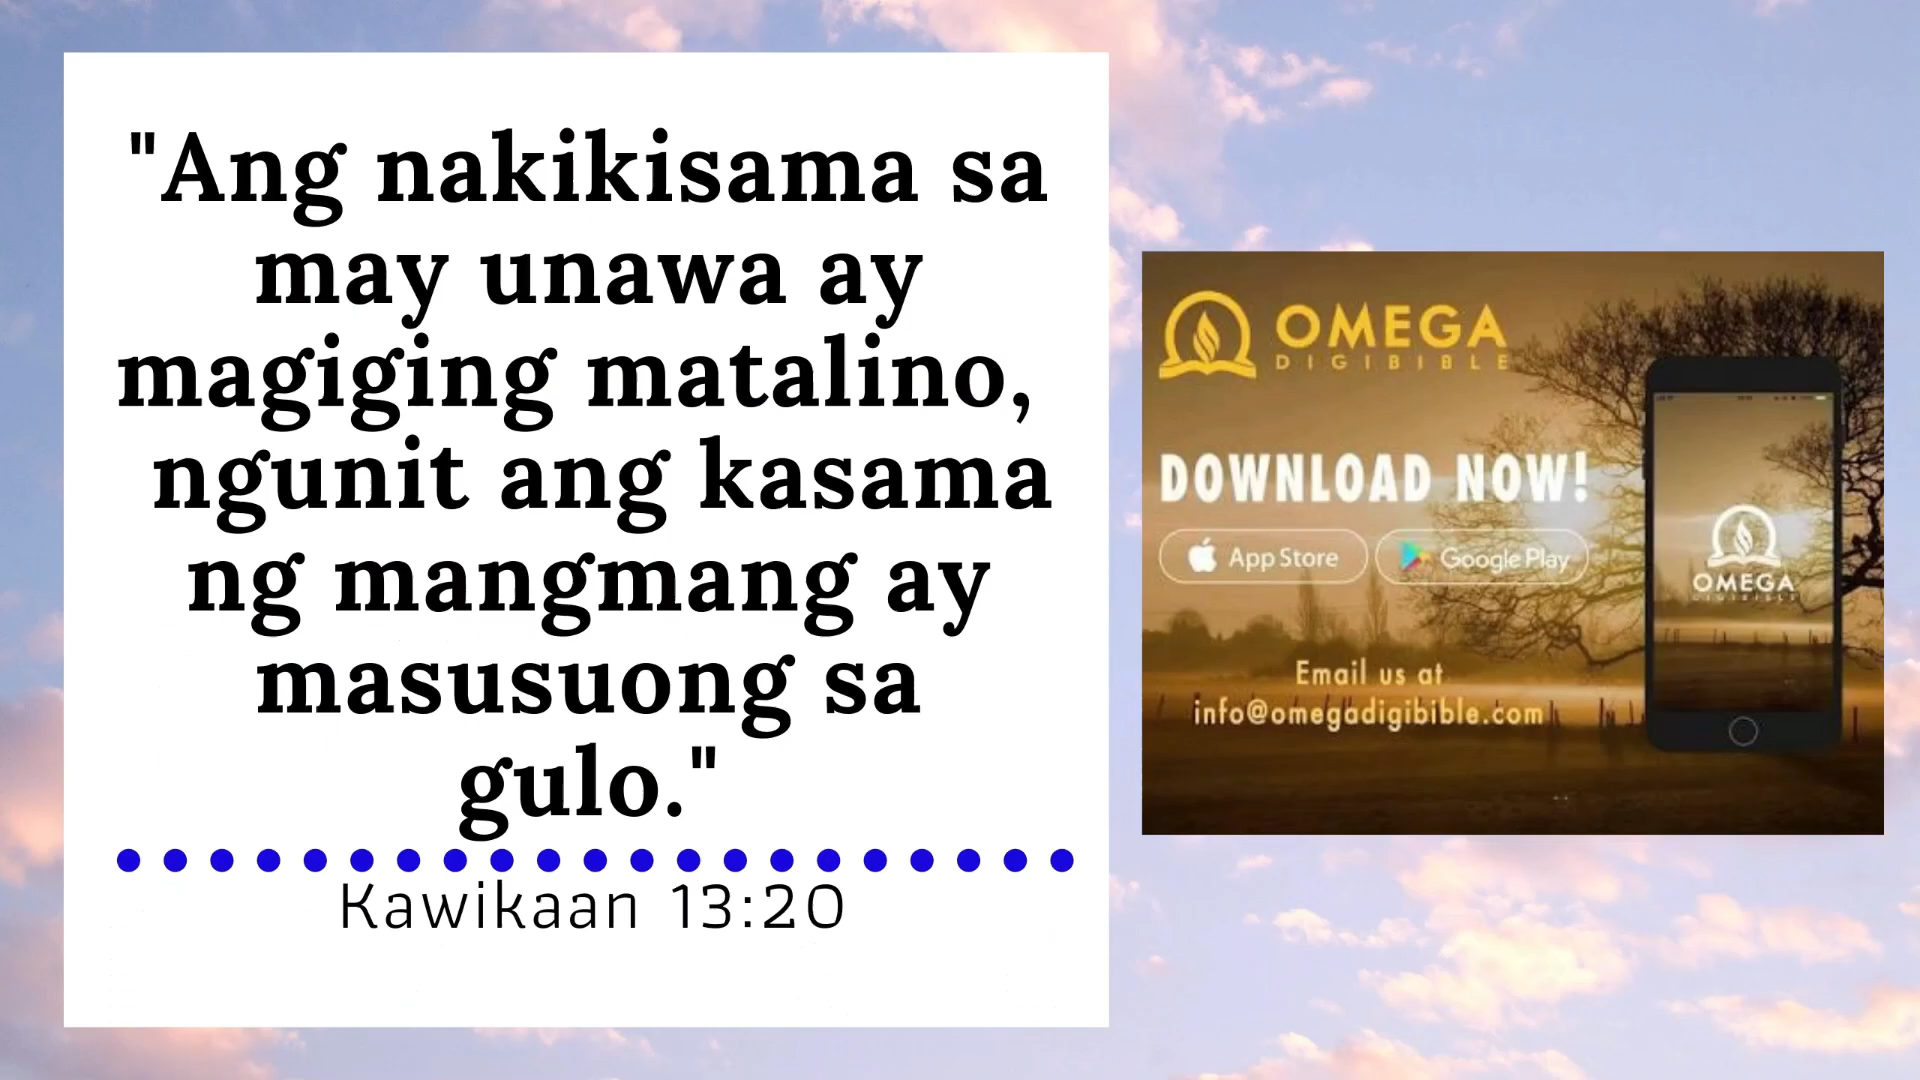 "Ang nakikisama sa
may unawa ay
magiging matalino,
ngunit ang kasama
ng mangmang ay
masusuong sa
gulo."
Kawikaan 13:20
OMEGA
DIGIBIBLE
DOWNLOAD NOW!
App Store
Google Play
Email us at
info@omegadigibible.com
OMEGA
DIGIBIBLE